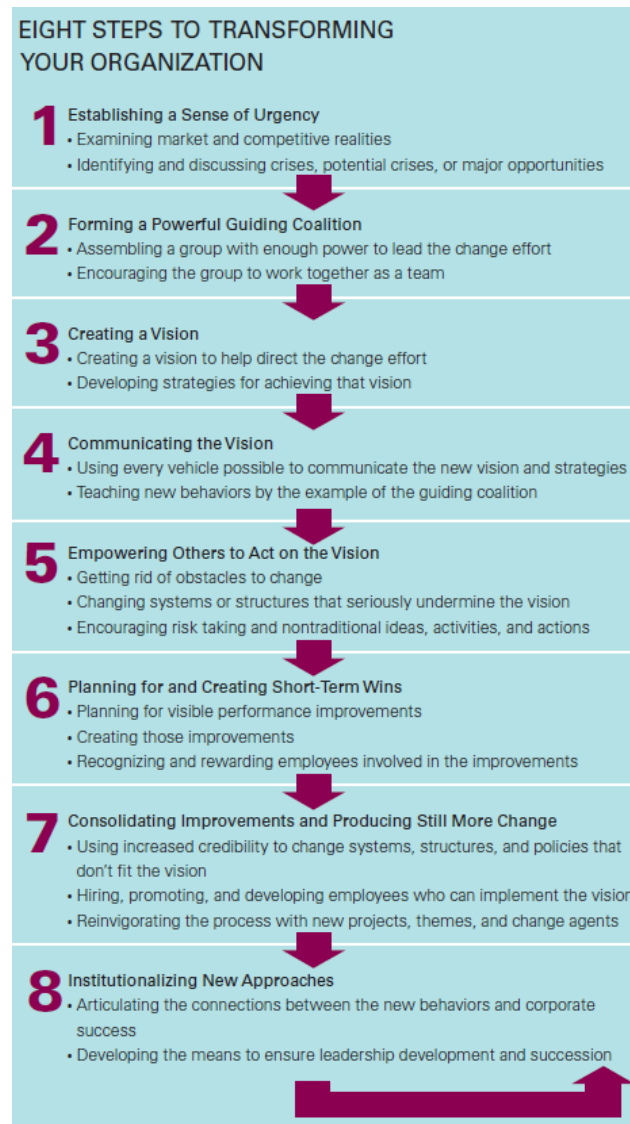 EIGHT STEPS TO TRANSFORMING
YOUR ORGANIZATION
1 Establishing a Sense of Urgency
• Examining market and competitive realities
• Identifying and discussing crises, potential crises, or major opportunities
2 Forming a Powerful Guiding Coalition
• Assembling a group with enough power to lead the change effort
• Encouraging the group to work together as a team
3 Creating a Vision
• Creating a vision to help direct the change effort
• Developing strategies for achieving that vision
4 Communicating the Vision
• Using every vehicle possible to communicate the new vision and strategies
• Teaching new behaviors by the example of the guiding coalition
5 Empowering Others to Act on the Vision
• Getting rid of obstacles to change
• Changing systems or structures that seriously undermine the vision
• Encouraging risk taking and nontraditional ideas, activities, and actions
6 Planning for and Creating Short-Term Wins
• Planning for visible performance improvements
• Creating those improvements
• Recognizing and rewarding employees involved in the improvements
7 Consolidating Improvements and Producing Still More Change
• Using increased credibility to change systems, structures, and policies that
don't fit the vision
• Hiring, promoting, and developing employees who can implement the vision
• Reinvigorating the process with new projects, themes, and change agents
8 Institutionalizing New Approaches
• Articulating the connections between the new behaviors and corporate
success
• Developing the means to ensure leadership development and succession